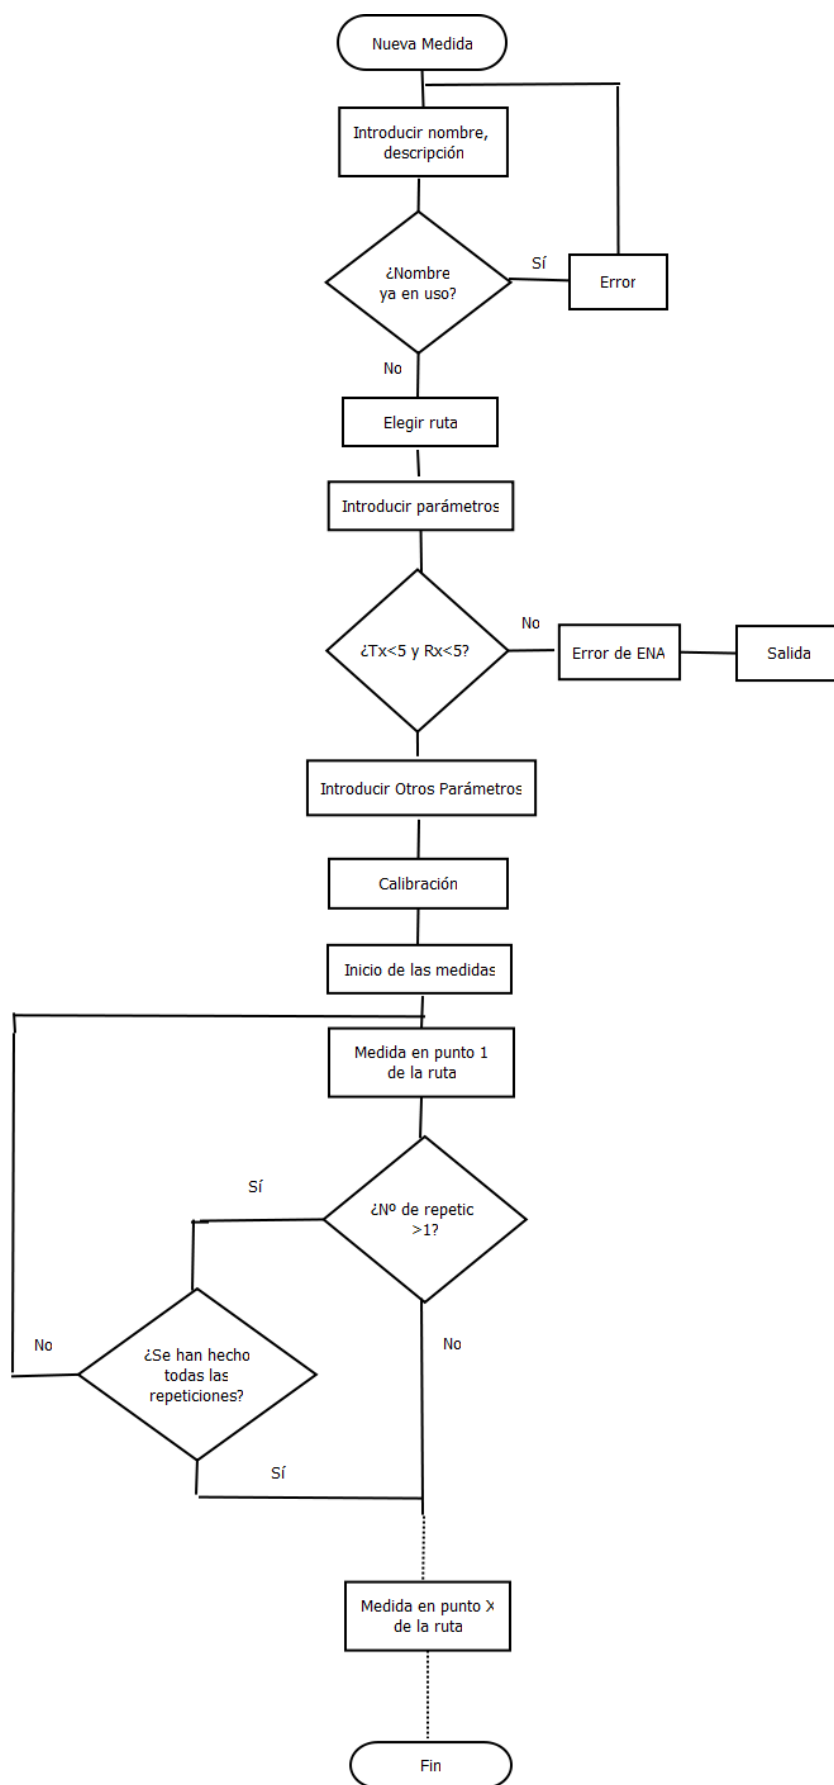 Nueva Medida
Introducir nombre,
descripción
¿Nombre
ya en uso?
Sí
Error
No
Elegir ruta
Introducir parámetros
¿Tx<5 y Rx<5?
No
Error de ENA
Salida
Introducir Otros Parámetros
Calibración
Inicio de las medidas
Medida en punto 1
de la ruta
Sí
¿Nº de repetic
>1?
No
¿Se han hecho
todas las
repeticiones?
No
Sí
Medida en punto X
de la ruta
Fin